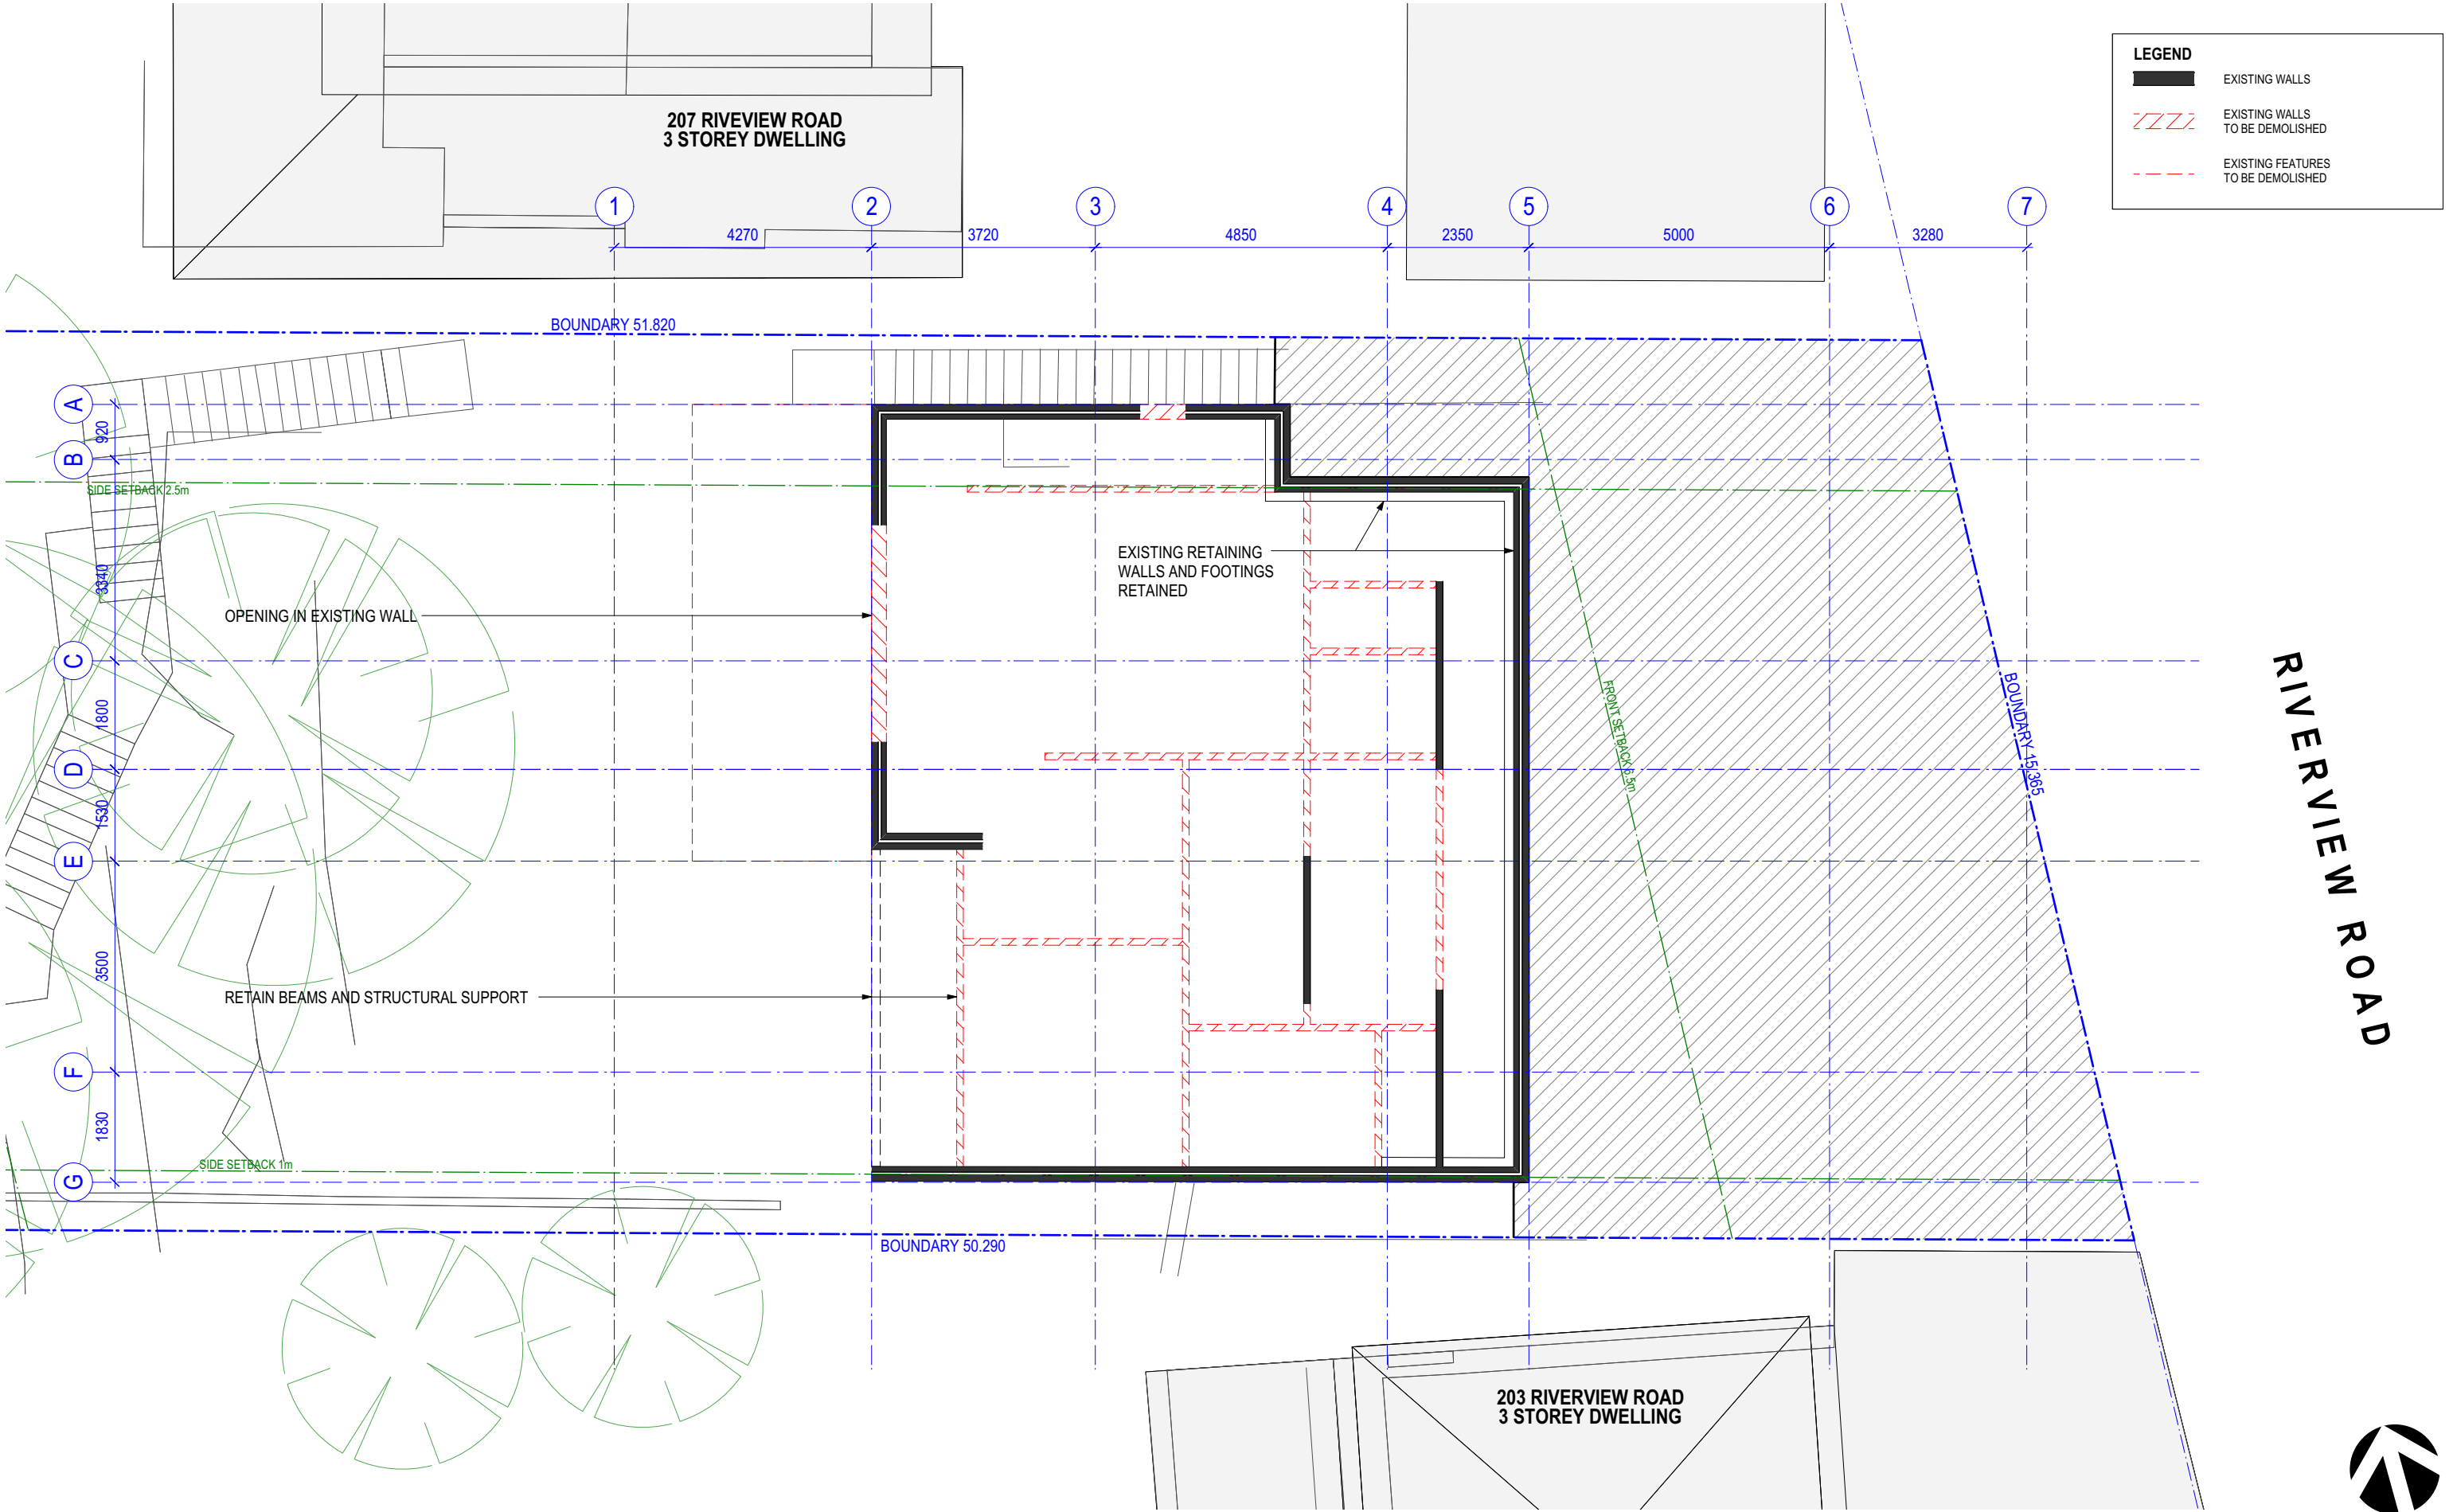 LEGEND
EXISTING WALLS
EXISTING WALLS
TO BE DEMOLISHED
EXISTING FEATURES
TO BE DEMOLISHED
207 RIVEVIEW ROAD
3 STOREY DWELLING
1
2
3
4
5
6
7
4270
3720
4850
2350
5000
3280
BOUNDARY 51.820
A
920
B
SIDE SETBACK 2.5m
3340
EXISTING RETAINING
WALLS AND FOOTINGS
RETAINED
OPENING IN EXISTING WALL
C
1800
D
1530
E
FRONT SETBACK 6.5m
BOUNDARY 15.365
RIVERVIEW ROAD
3500
RETAIN BEAMS AND STRUCTURAL SUPPORT
F
1830
SIDE SETBACK 1m
G
BOUNDARY 50.290
203 RIVERVIEW ROAD
3 STOREY DWELLING